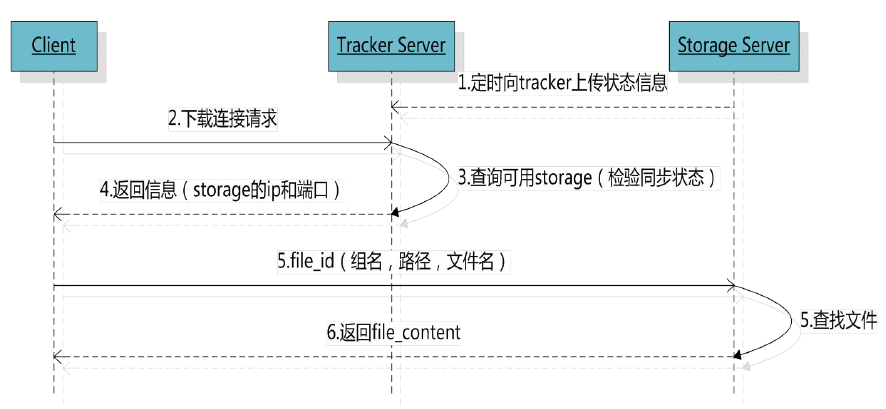 Client
Tracker Server
Storage Server
1.定时向tracker上传状态信息
2.下载连接请求
3.查询可用storage（检验同步状态）
4.返回信息（storage的ip和端口）
5.file_id（组名，路径，文件名）
5.查找文件
6.返回file_content